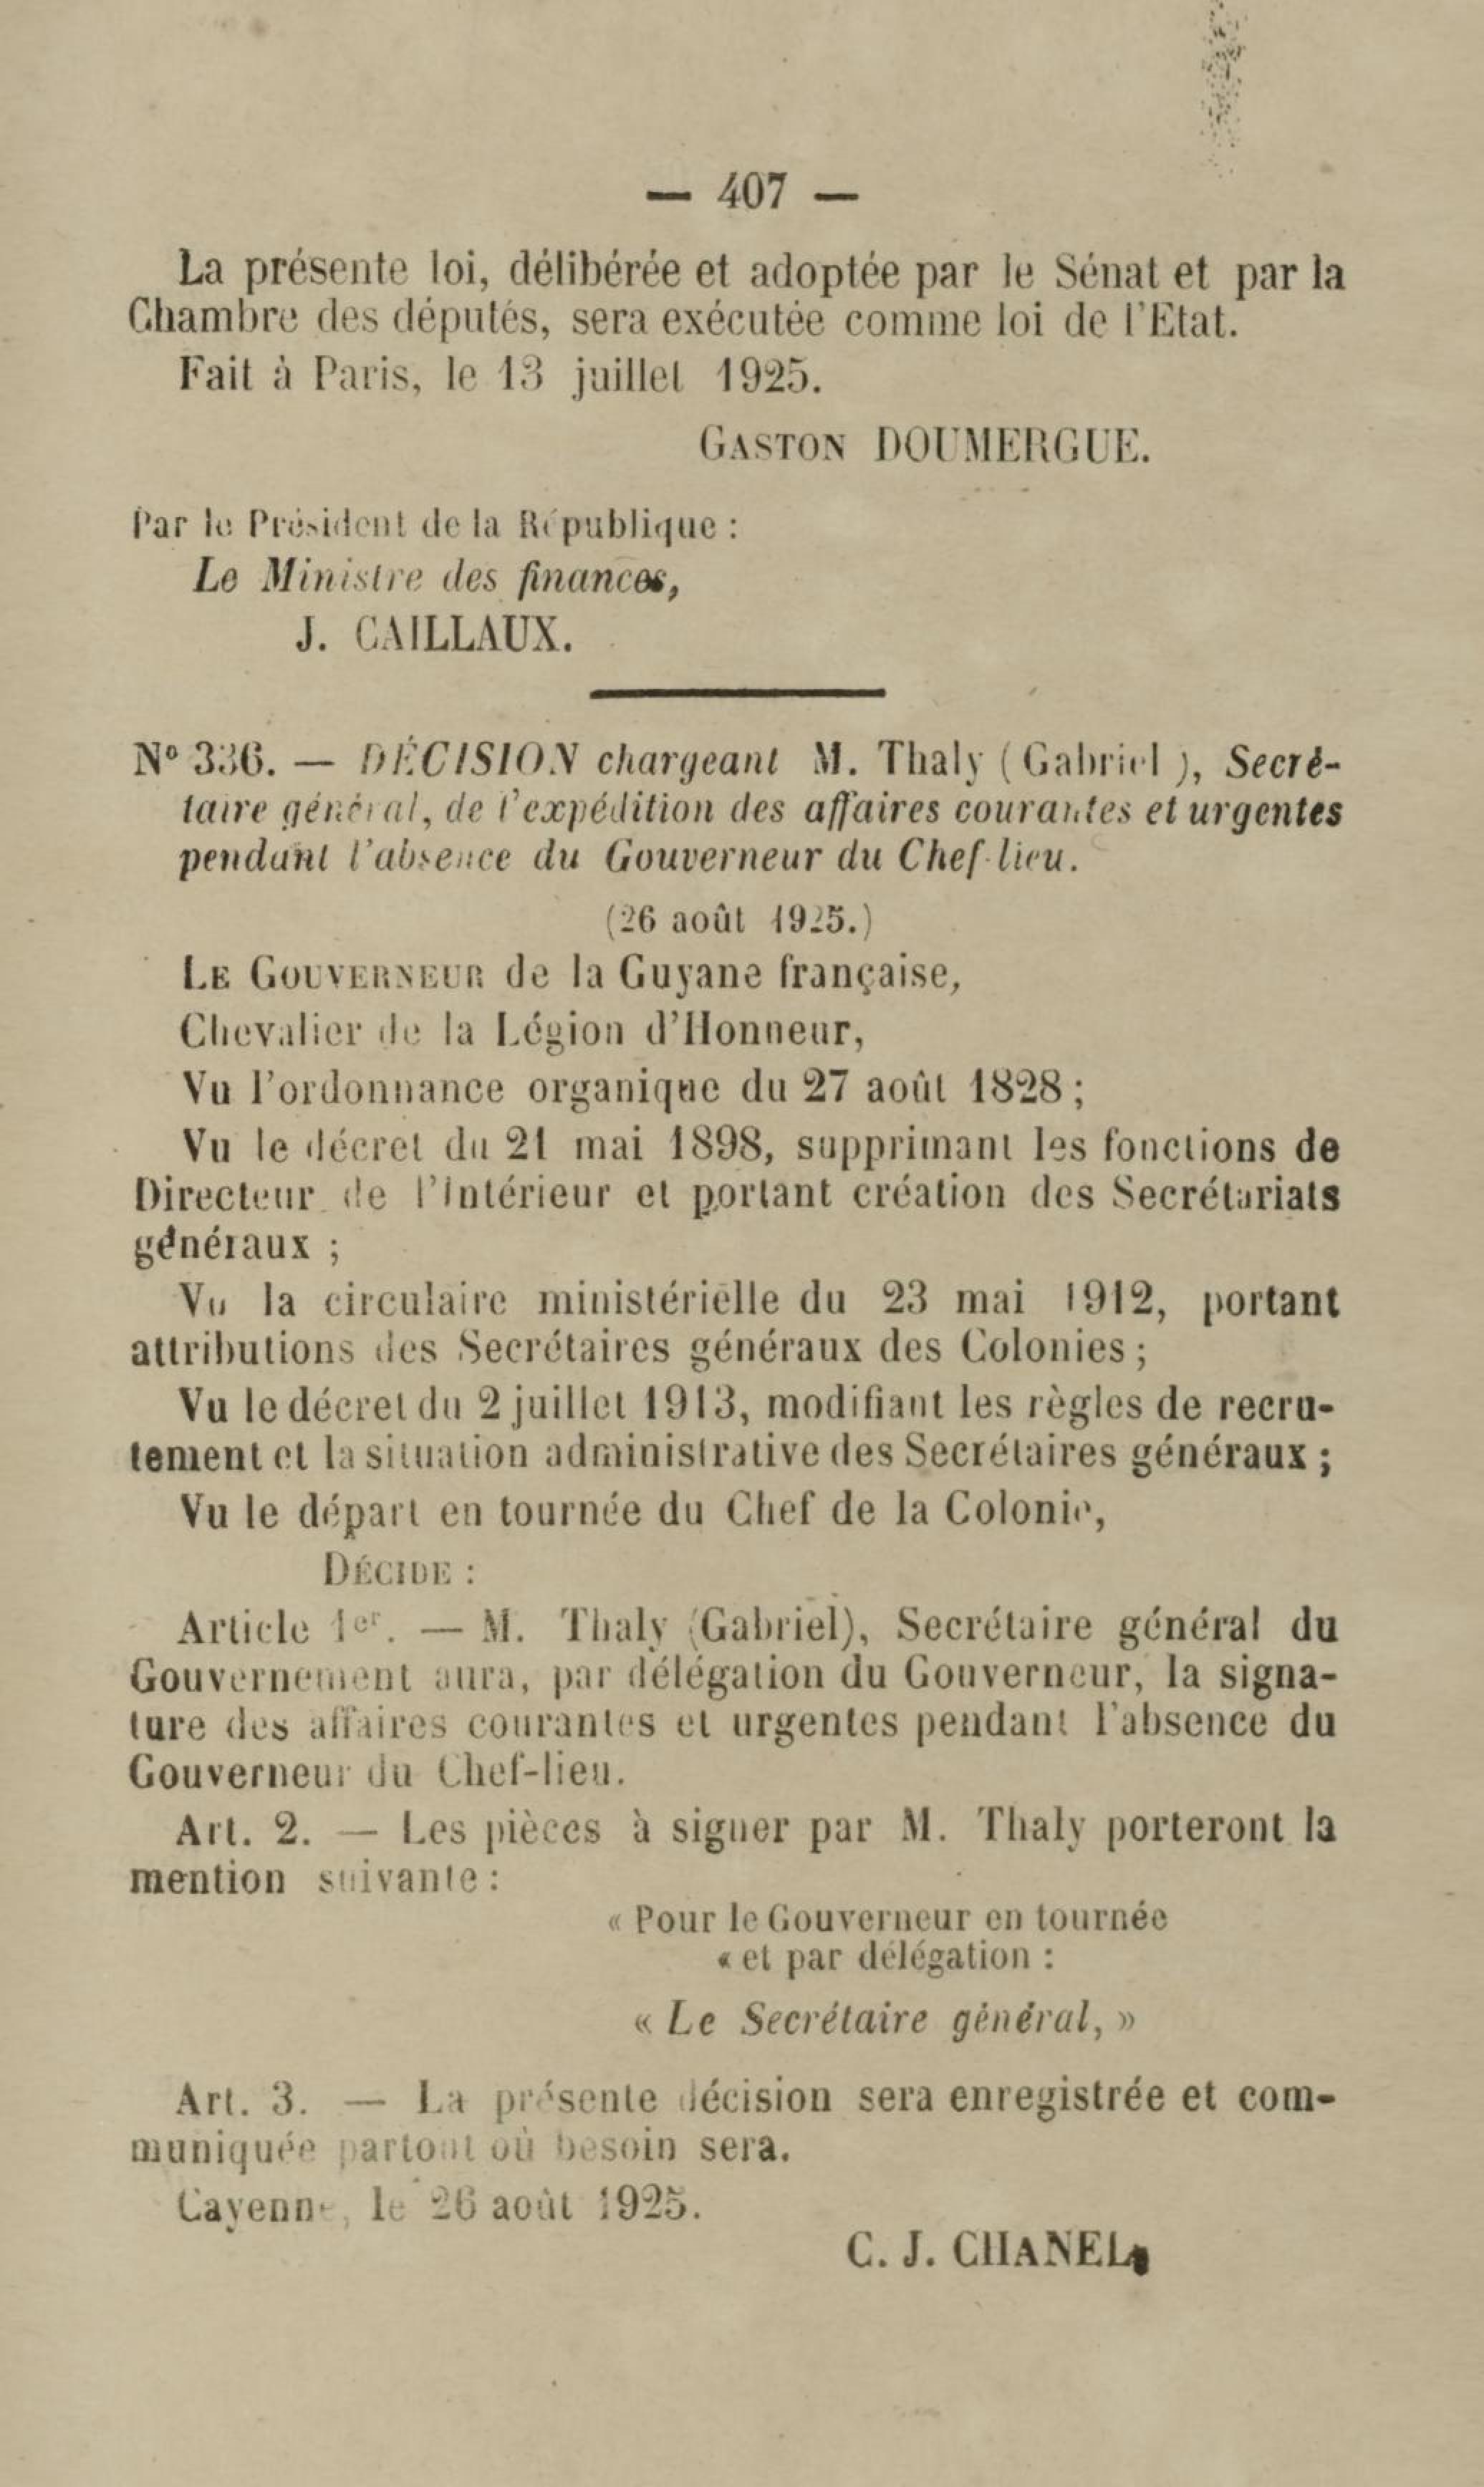 — 407 —
La présente loi, délibérée et adoptée par le Sénat et par la
Chambre des députés, sera exécutée comme loi de l'Etat.
Fait à Paris, le 13 juillet 1925.
GASTON DOUMERGUE.
Par le Président de la République :
Le Ministre des finances,
J. CAILLAUX.
N° 336. — DÉCISION chargeant M. Thaly (Gabriel), Secré-
taire général, de l'expédition des affaires courantes et urgentes
pendant l'absence du Gouverneur du Chef-lieu.
(26 août 1925.)
LE GOUVERNEUR de la Guyane française,
Chevalier de la Légion d'Honneur,
Vu l'ordonnance organique du 27 août 1828 ;
Vu le décret du 21 mai 1898, supprimant les fonctions de
Directeur de l'Intérieur et portant création des Secrétariats
généraux ;
Vu la circulaire ministérielle du 23 mai 1912, portant
attributions des Secrétaires généraux des Colonies ;
Vu le décret du 2 juillet 1913, modifiant les règles de recru-
tement et la situation administrative des Secrétaires généraux ;
Vu le départ en tournée du Chef de la Colonie,
DÉCIDE :
Article 1er. — M. Thaly (Gabriel), Secrétaire général du
Gouvernement aura, par délégation du Gouverneur, la signa-
ture des affaires courantes et urgentes pendant l'absence du
Gouverneur du Chef-lieu.
Art. 2. — Les pièces à signer par M. Thaly porteront la
mention suivante :
« Pour le Gouverneur en tournée
« et par délégation :
« Le Secrétaire général, »
Art. 3. — La présente décision sera enregistrée et com-
muniquée partout où besoin sera.
Cayenne, le 26 août 1925.
C. J. CHANEL.